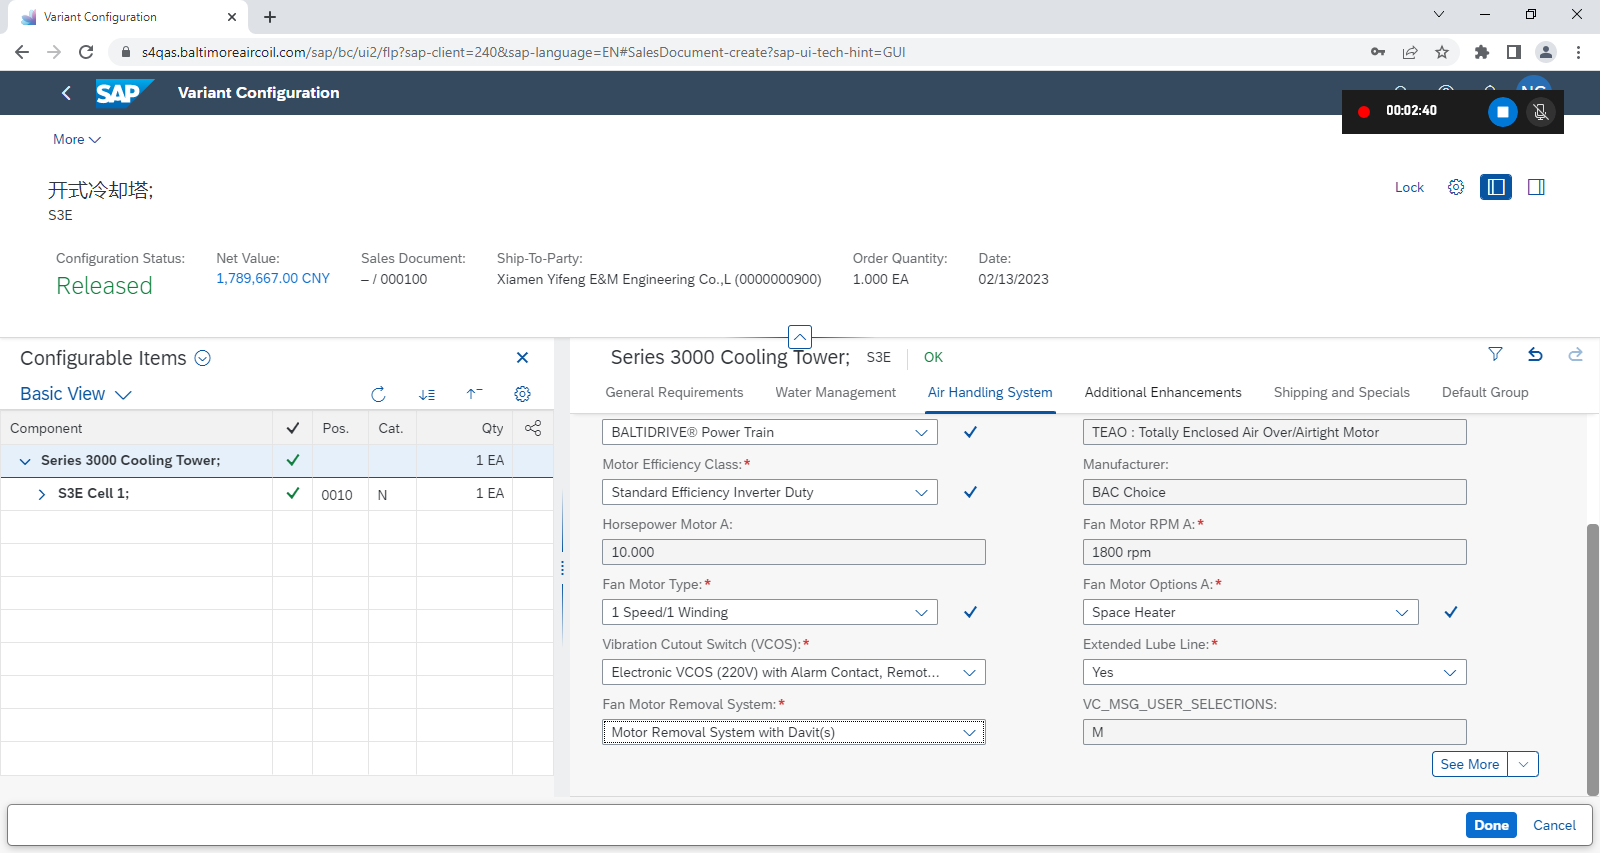 Variant Configuration
s4qas.baltimoreaircoil.com/sap/bc/ui2/flp?sap-client=240&sap-language=EN#SalesDocument-create?sap-ui-tech-hint=GUI
SAP Variant Configuration
00:02:40
More
开式冷却塔;
S3E
Lock
Configuration Status: Net Value: Sales Document: Ship-To-Party: Order Quantity: Date:
Released 1,789,667.00 CNY – / 000100 Xiamen Yifeng E&M Engineering Co.,L (0000000900) 1.000 EA 02/13/2023
Configurable Items
Basic View
Component Pos. Cat. Qty
Series 3000 Cooling Tower; 1 EA
S3E Cell 1; 0010 N 1 EA
Series 3000 Cooling Tower; S3E OK
General Requirements Water Management Air Handling System Additional Enhancements Shipping and Specials Default Group
BALTIDRIVE® Power Train TEAO : Totally Enclosed Air Over/Airtight Motor
Motor Efficiency Class:* Manufacturer:
Standard Efficiency Inverter Duty BAC Choice
Horsepower Motor A: Fan Motor RPM A:*
10.000 1800 rpm
Fan Motor Type:* Fan Motor Options A:*
1 Speed/1 Winding Space Heater
Vibration Cutout Switch (VCOS):* Extended Lube Line:*
Electronic VCOS (220V) with Alarm Contact, Remot... Yes
Fan Motor Removal System:* VC_MSG_USER_SELECTIONS:
Motor Removal System with Davit(s) M
See More
Done Cancel